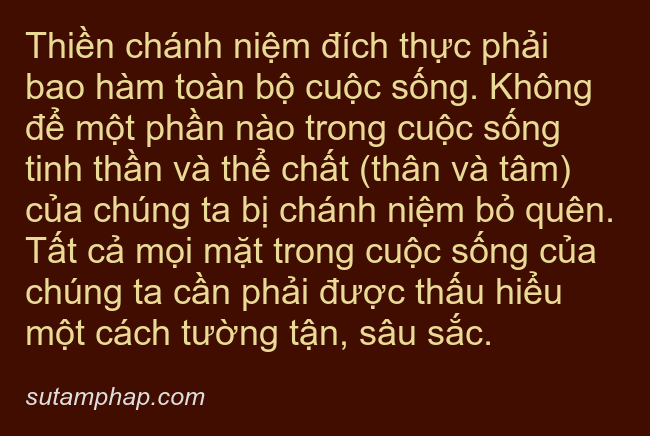 Thiền chánh niệm đích thực phải
bao hàm toàn bộ cuộc sống. Không
để một phần nào trong cuộc sống
tinh thần và thể chất (thân và tâm)
của chúng ta bị chánh niệm bỏ quên.
Tất cả mọi mặt trong cuộc sống của
chúng ta cần phải được thấu hiểu
một cách tường tận, sâu sắc.
sutamphap.com